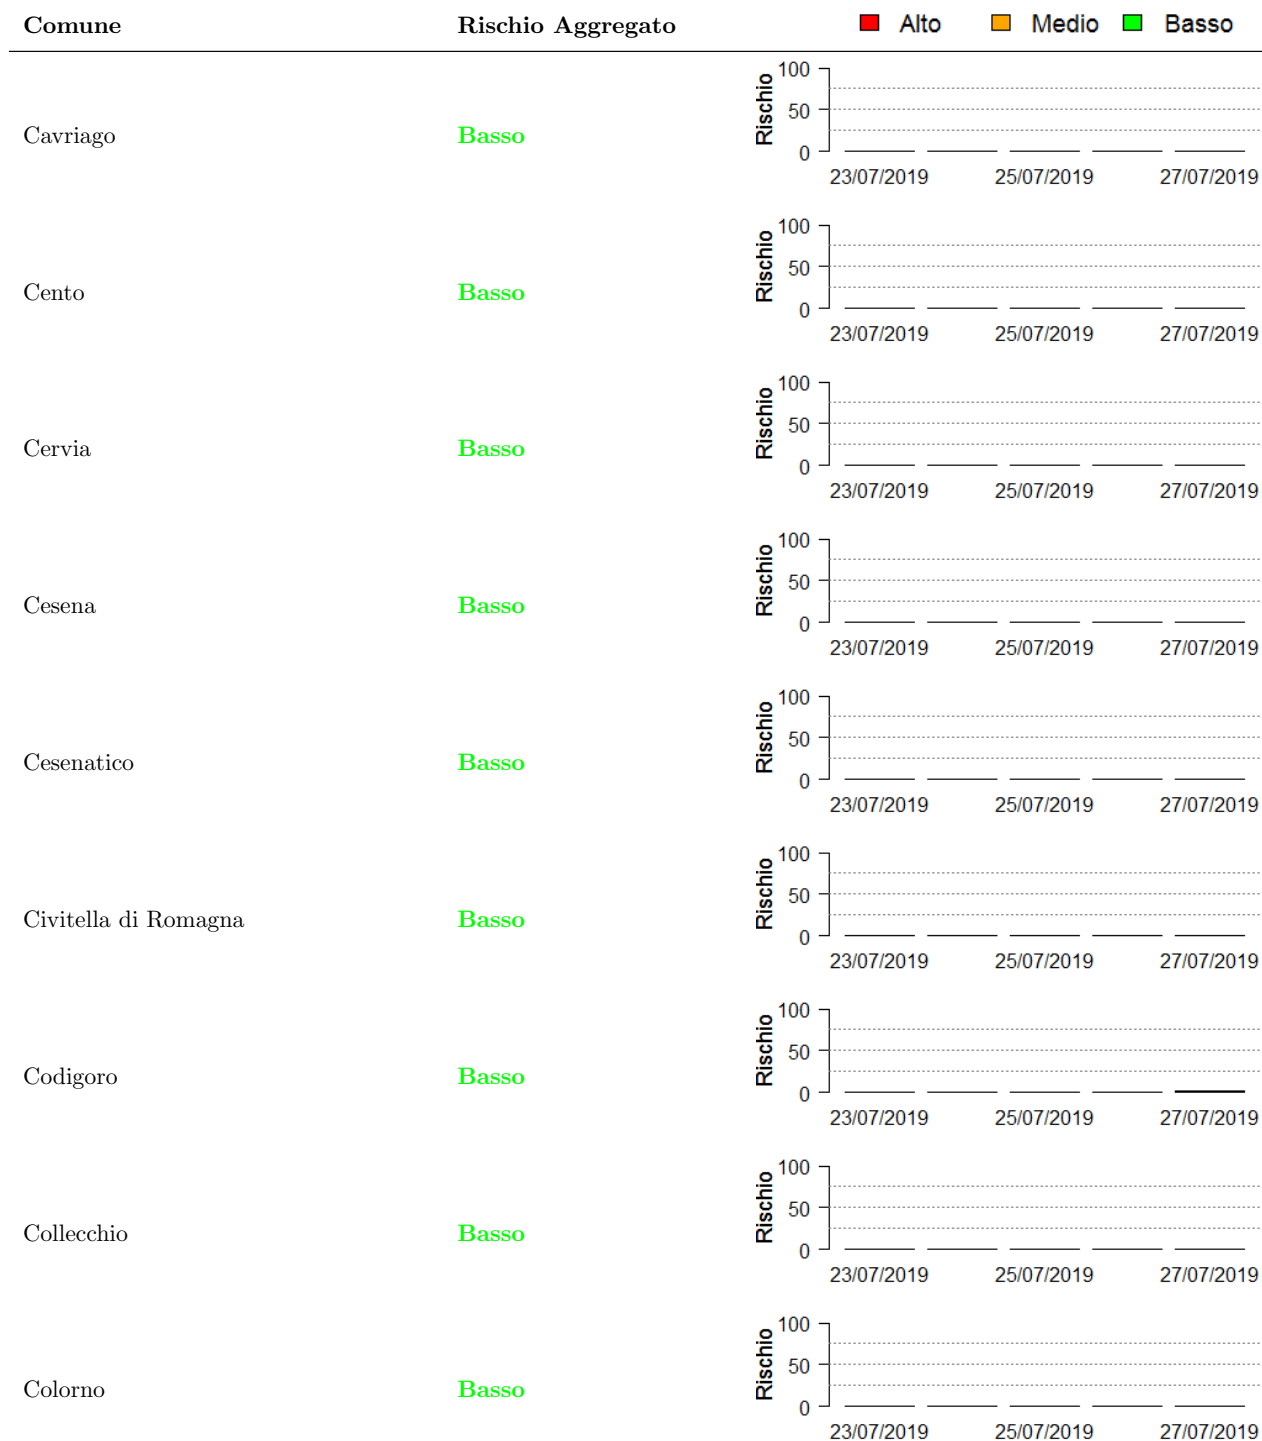 Comune Rischio Aggregato Alto Medio Basso
Cavriago Basso
Rischio
100
50
0
23/07/2019 25/07/2019 27/07/2019
Cento Basso
Rischio
100
50
0
23/07/2019 25/07/2019 27/07/2019
Cervia Basso
Rischio
100
50
0
23/07/2019 25/07/2019 27/07/2019
Cesena Basso
Rischio
100
50
0
23/07/2019 25/07/2019 27/07/2019
Cesenatico Basso
Rischio
100
50
0
23/07/2019 25/07/2019 27/07/2019
Civitella di Romagna Basso
Rischio
100
50
0
23/07/2019 25/07/2019 27/07/2019
Codigoro Basso
Rischio
100
50
0
23/07/2019 25/07/2019 27/07/2019
Collecchio Basso
Rischio
100
50
0
23/07/2019 25/07/2019 27/07/2019
Colorno Basso
Rischio
100
50
0
23/07/2019 25/07/2019 27/07/2019